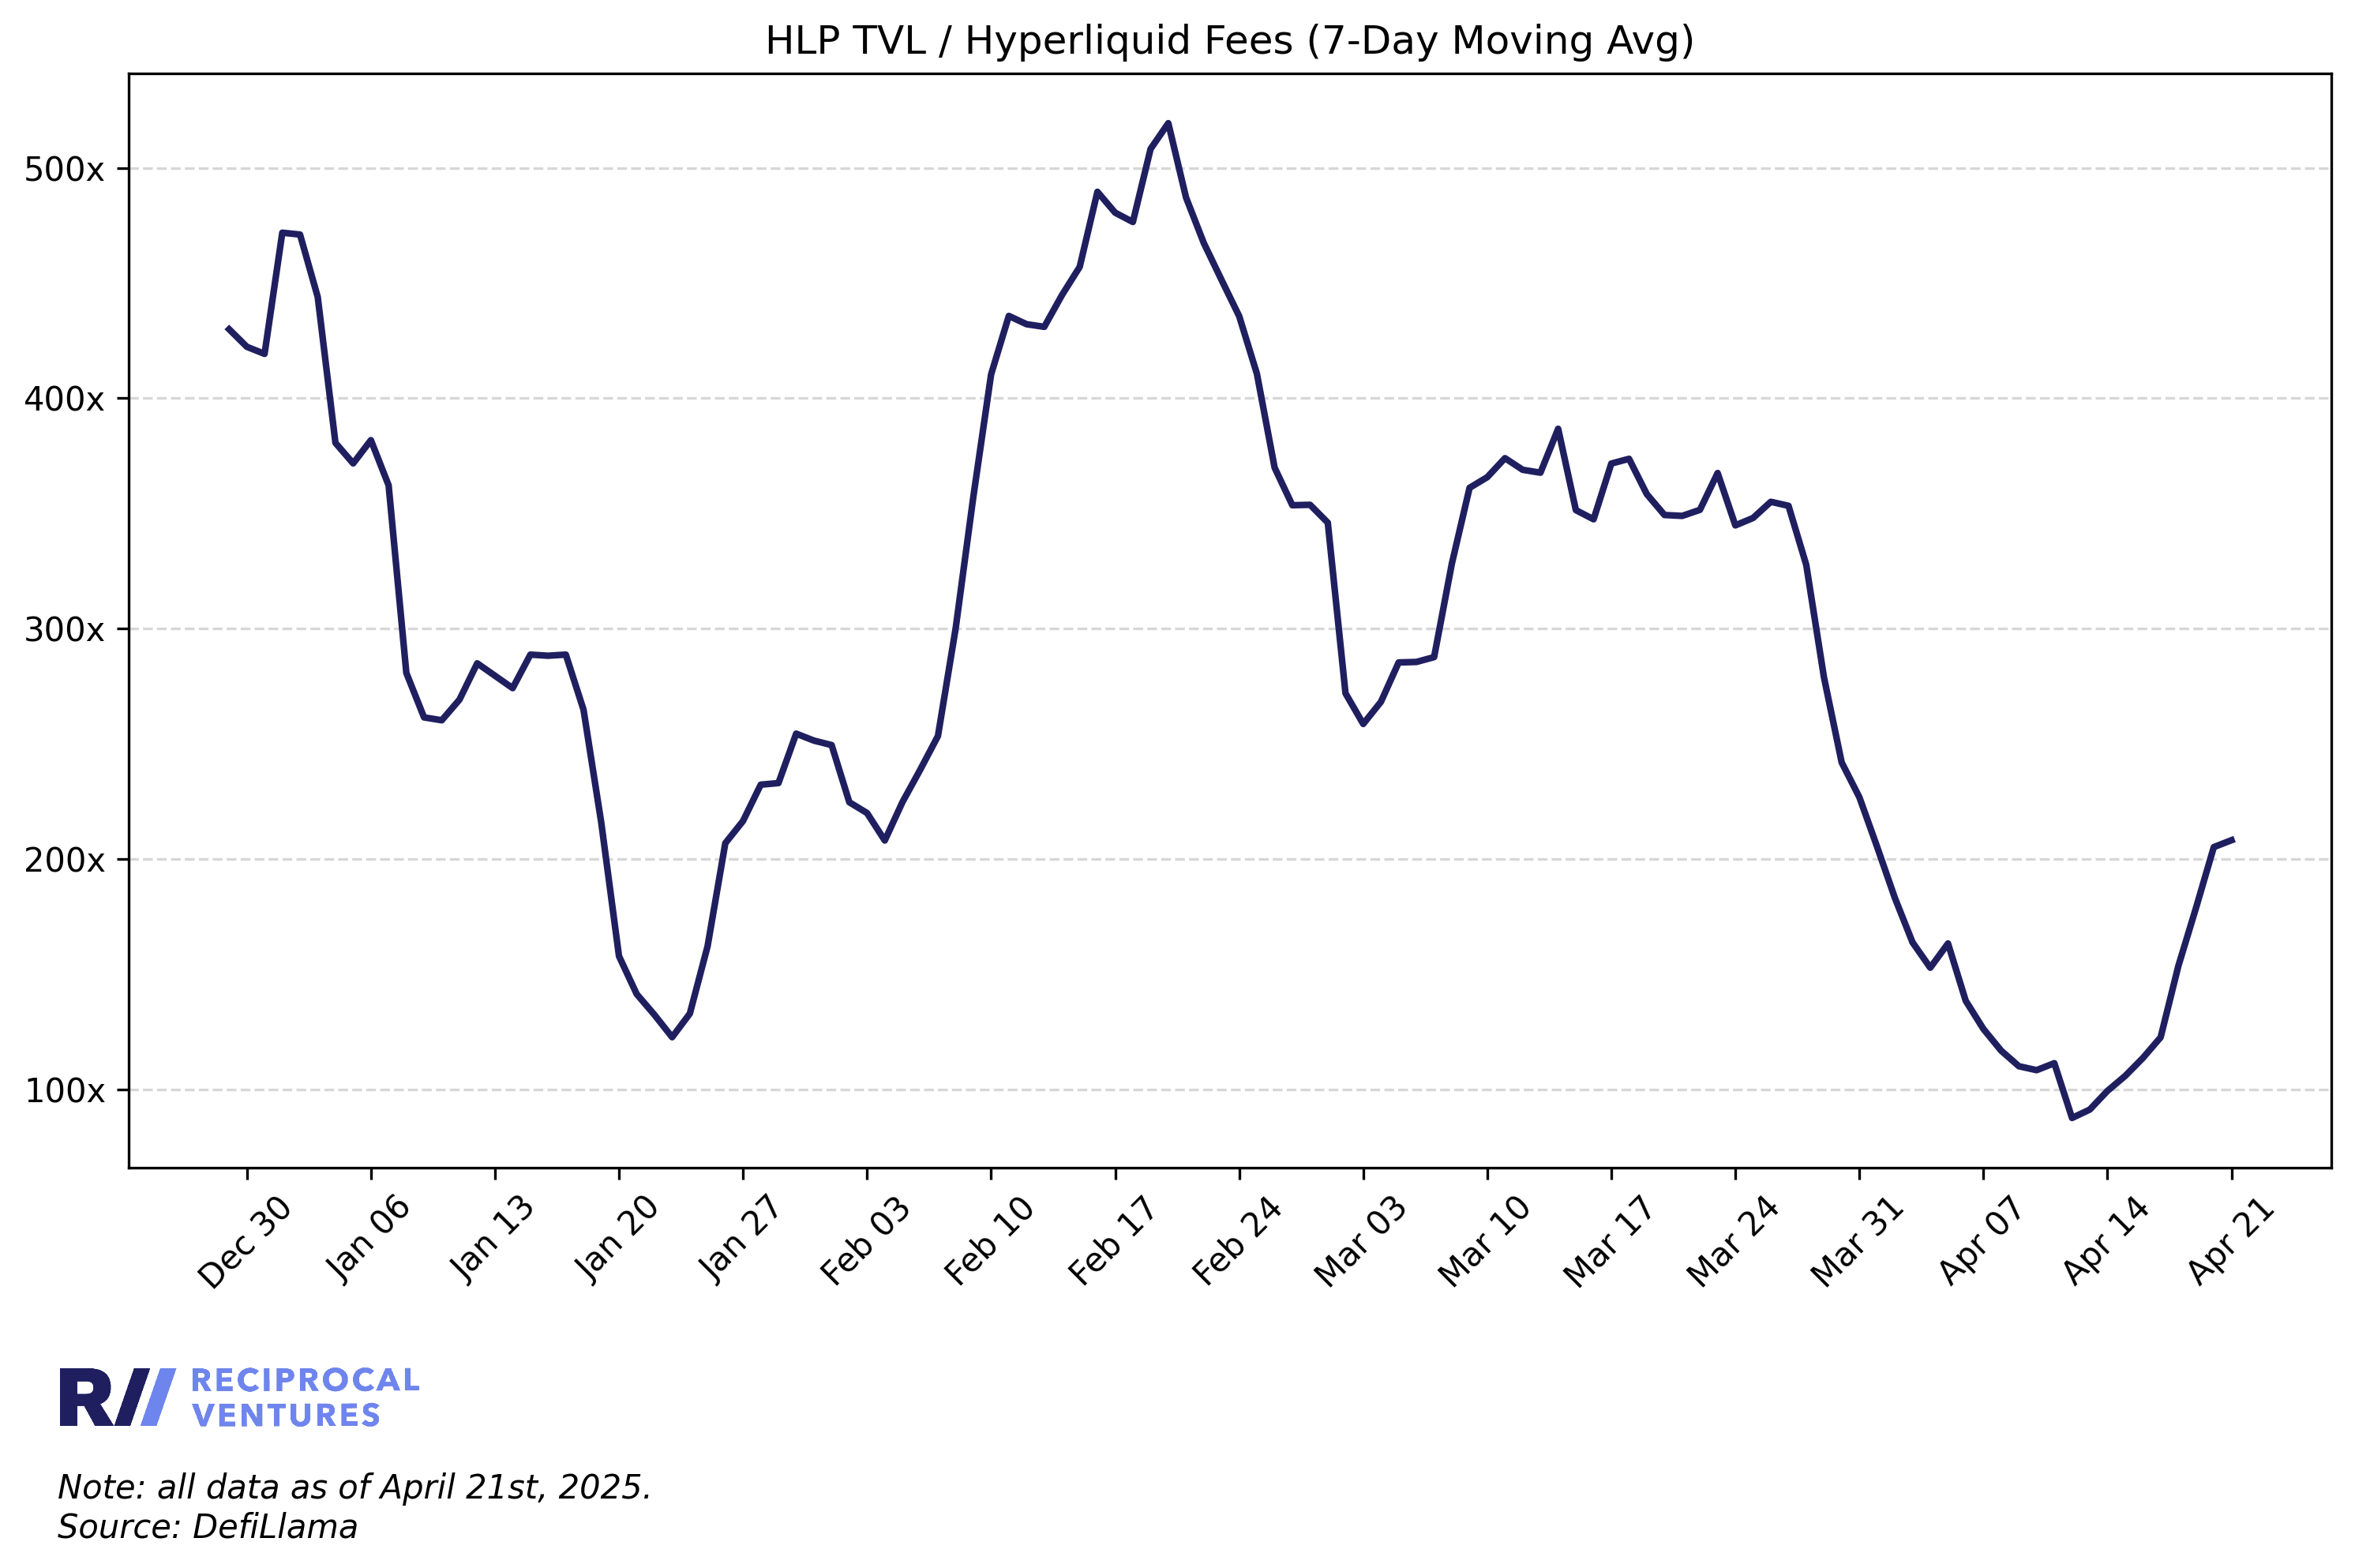 HLP TVL / Hyperliquid Fees (7-Day Moving Avg)
500x
400x
300x
200x
100x
Dec 30
Jan 06
Jan 13
Jan 20
Jan 27
Feb 03
Feb 10
Feb 17
Feb 24
Mar 03
Mar 10
Mar 17
Mar 24
Mar 31
Apr 07
Apr 14
Apr 21
R// RECIPROCAL
VENTURES
Note: all data as of April 21st, 2025.
Source: DefiLlama